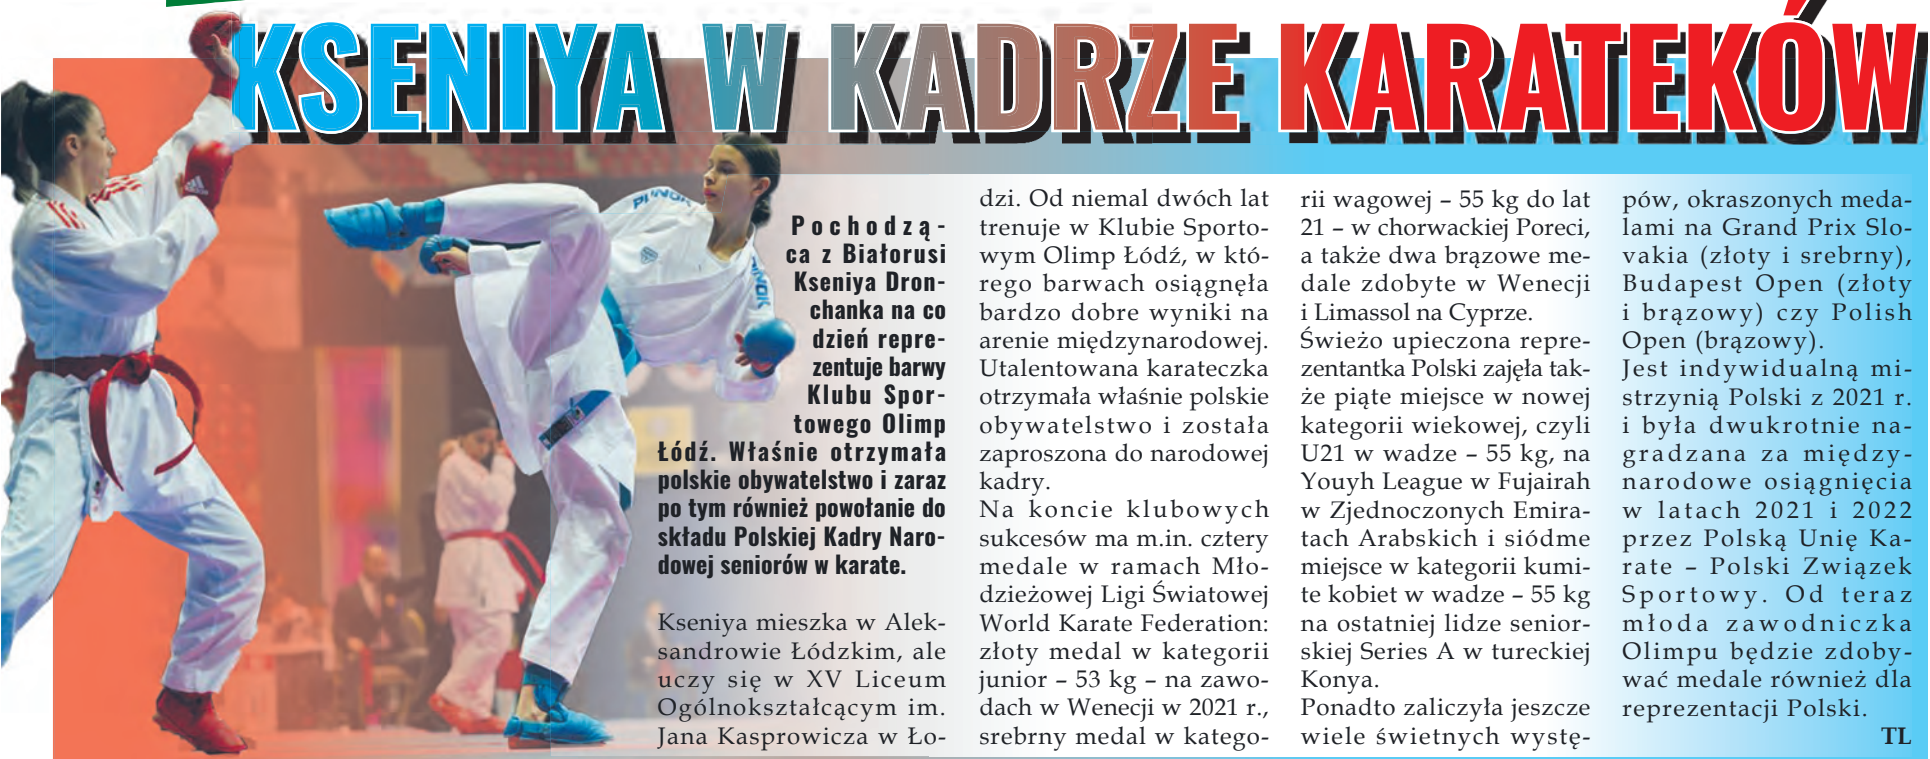 KSENIYA W KADRZE KARATEKÓW
PUNOK
PUNOK
adidas
Pochodzą-
ca z Białorusi
Kseniya Dron-
chanka na co
dzień repre-
zentuje barwy
Klubu Spor-
towego Olimp
Łódź. Właśnie otrzymała
polskie obywatelstwo i zaraz
po tym również powołanie do
składu Polskiej Kadry Naro-
dowej seniorów w karate.
Kseniya mieszka w Alek-
sandrowie Łódzkim, ale
uczy się w XV Liceum
Ogólnokształcącym im.
Jana Kasprowicza w Ło-
dzi. Od niemal dwóch lat
trenuje w Klubie Sporto-
wym Olimp Łódź, w któ-
rego barwach osiągnęła
bardzo dobre wyniki na
arenie międzynarodowej.
Utalentowana karateczka
otrzymała właśnie polskie
obywatelstwo i została
zaproszona do narodowej
kadry.
Na koncie klubowych
sukcesów ma m.in. cztery
medale w ramach Mło-
dzieżowej Ligi Światowej
World Karate Federation:
złoty medal w kategorii
junior – 53 kg – na zawo-
dach w Wenecji w 2021 r.,
srebrny medal w katego-
rii wagowej – 55 kg do lat
21 – w chorwackiej Poreci,
a także dwa brązowe me-
dale zdobyte w Wenecji
i Limassol na Cyprze.
Świeżo upieczona repre-
zentantka Polski zajęła tak-
że piąte miejsce w nowej
kategorii wiekowej, czyli
U21 w wadze – 55 kg, na
Youyh League w Fujairah
w Zjednoczonych Emira-
tach Arabskich i siódme
miejsce w kategorii kumi-
te kobiet w wadze – 55 kg
na ostatniej lidze senior-
skiej Series A w tureckiej
Konya.
Ponadto zaliczyła jeszcze
wiele świetnych wystę-
pów, okraszonych meda-
lami na Grand Prix Slo-
vakia (złoty i srebrny),
Budapest Open (złoty
i brązowy) czy Polish
Open (brązowy).
Jest indywidualną mi-
strzynią Polski z 2021 r.
i była dwukrotnie na-
gradzana za między-
narodowe osiągnięcia
w latach 2021 i 2022
przez Polską Unię Ka-
rate – Polski Związek
Sportowy. Od teraz
młoda zawodniczka
Olimpu będzie zdoby-
wać medale również dla
reprezentacji Polski.
TL